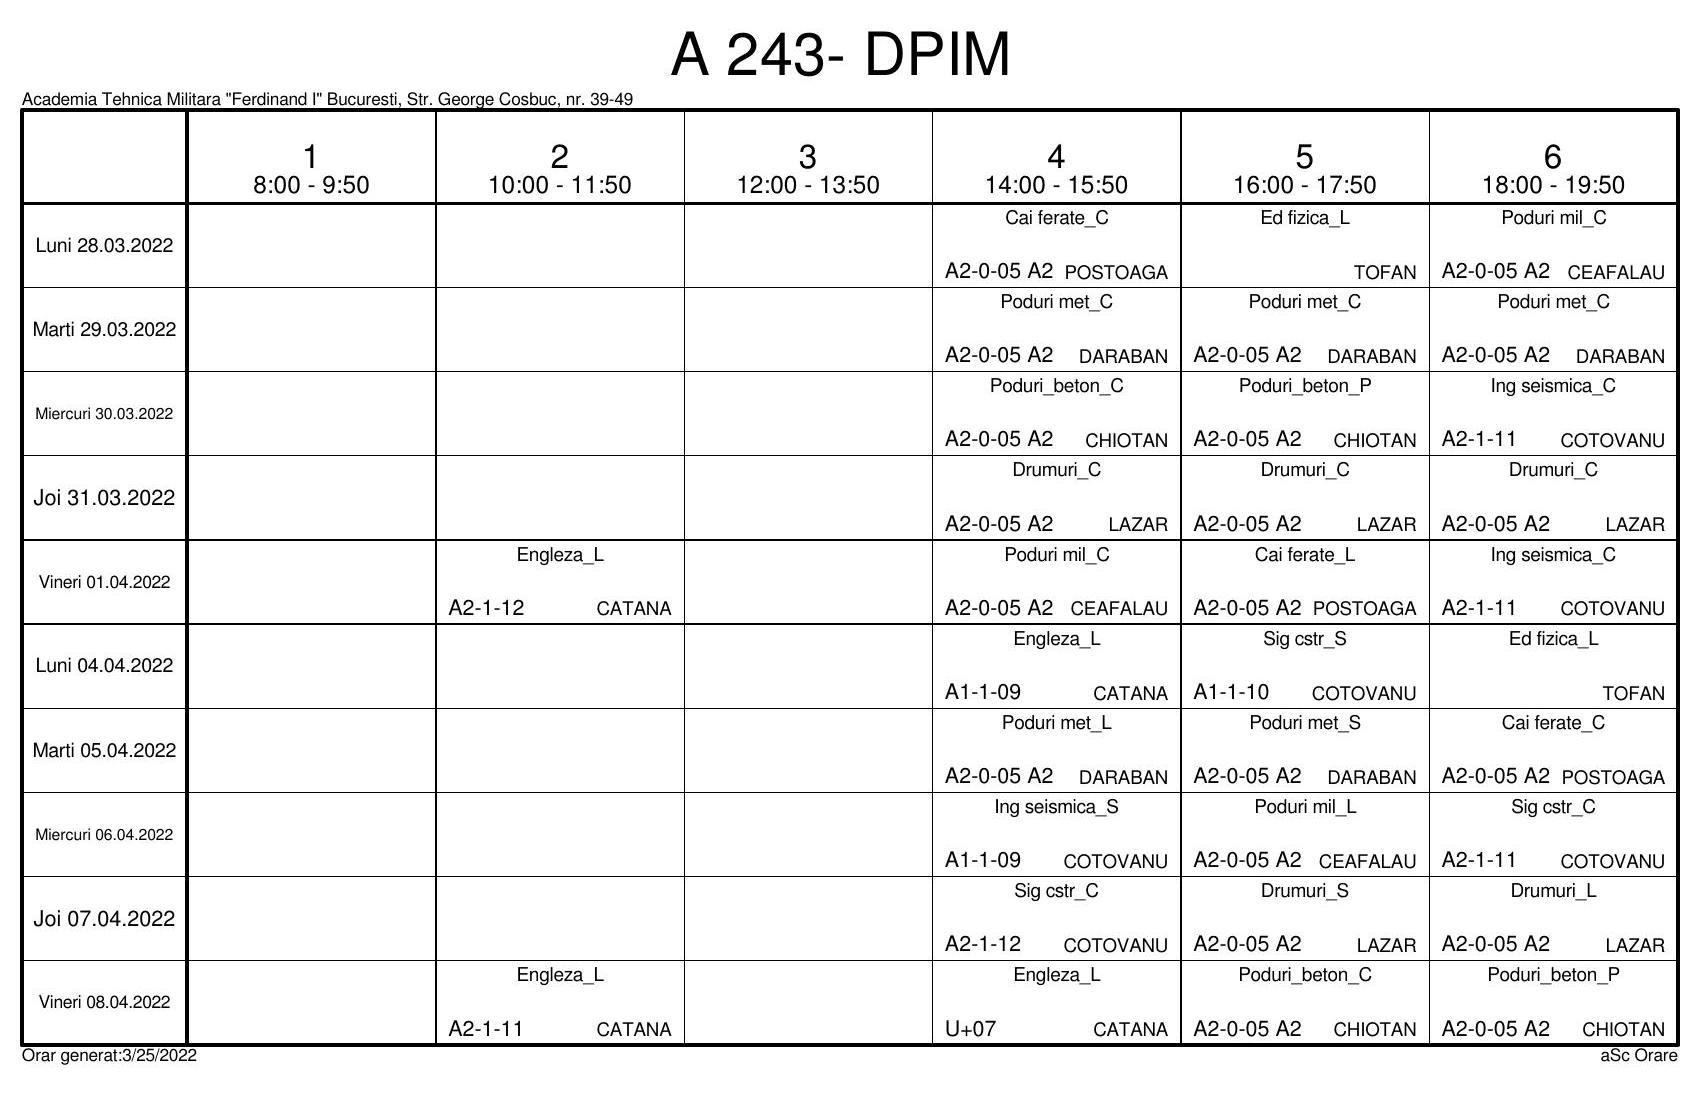 A 243- DPIM
Academia Tehnica Militara "Ferdinand I" Bucuresti, Str. George Cosbuc, nr. 39-49
1 2 3 4 5 6
8:00 - 9:50 10:00 - 11:50 12:00 - 13:50 14:00 - 15:50 16:00 - 17:50 18:00 - 19:50
Cai ferate_C Ed fizica_L Poduri mil_C
Luni 28.03.2022
A2-0-05 A2 POSTOAGA TOFAN A2-0-05 A2 CEAFALAU
Poduri met_C Poduri met_C Poduri met_C
Marti 29.03.2022
A2-0-05 A2 DARABAN A2-0-05 A2 DARABAN A2-0-05 A2 DARABAN
Poduri_beton_C Poduri_beton_P Ing seismica_C
Miercuri 30.03.2022
A2-0-05 A2 CHIOTAN A2-0-05 A2 CHIOTAN A2-1-11 COTOVANU
Drumuri_C Drumuri_C Drumuri_C
Joi 31.03.2022
A2-0-05 A2 LAZAR A2-0-05 A2 LAZAR A2-0-05 A2 LAZAR
Engleza_L Poduri mil_C Cai ferate_L Ing seismica_C
Vineri 01.04.2022
A2-1-12 CATANA A2-0-05 A2 CEAFALAU A2-0-05 A2 POSTOAGA A2-1-11 COTOVANU
Engleza_L Sig cstr_S Ed fizica_L
Luni 04.04.2022
A1-1-09 CATANA A1-1-10 COTOVANU TOFAN
Poduri met_L Poduri met_S Cai ferate_C
Marti 05.04.2022
A2-0-05 A2 DARABAN A2-0-05 A2 DARABAN A2-0-05 A2 POSTOAGA
Ing seismica_S Poduri mil_L Sig cstr_C
Miercuri 06.04.2022
A1-1-09 COTOVANU A2-0-05 A2 CEAFALAU A2-1-11 COTOVANU
Sig cstr_C Drumuri_S Drumuri_L
Joi 07.04.2022
A2-1-12 COTOVANU A2-0-05 A2 LAZAR A2-0-05 A2 LAZAR
Engleza_L Engleza_L Poduri_beton_C Poduri_beton_P
Vineri 08.04.2022
A2-1-11 CATANA U+07 CATANA A2-0-05 A2 CHIOTAN A2-0-05 A2 CHIOTAN
Orar generat:3/25/2022 aSc Orare